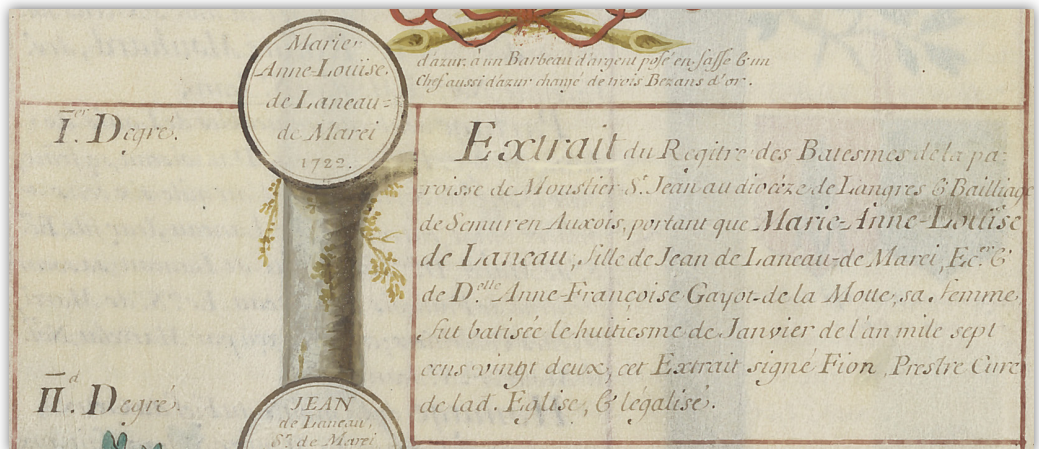 Marie-
Anne-Louise
de Laneau-
de Marei
1722.
d'azur, à un Barbeau d'argent posé en fasse & un
Chef aussi d'azur chargé de trois Bezans d'or.
I.er Degré.
Extrait du Regitre des Batesmes de la pa-
roisse de Moustier St. Jean au diocèze de Langres & Bailliage
de Semur en Auxois, portant que Marie-Anne-Louise
de Laneau, fille de Jean de Laneau-de Marei, Ec.er &
de D.elle Anne-Françoise Gayot-de la Motte, sa femme,
fut batisée le huitiesme de Janvier de l'an mile sept
cens vingt deux, cet Extrait signé Fion, Prestre Curé
de lad. Eglise, & légalisé.
II.d Degré.
JEAN
de Laneau,
Sr. de Marei